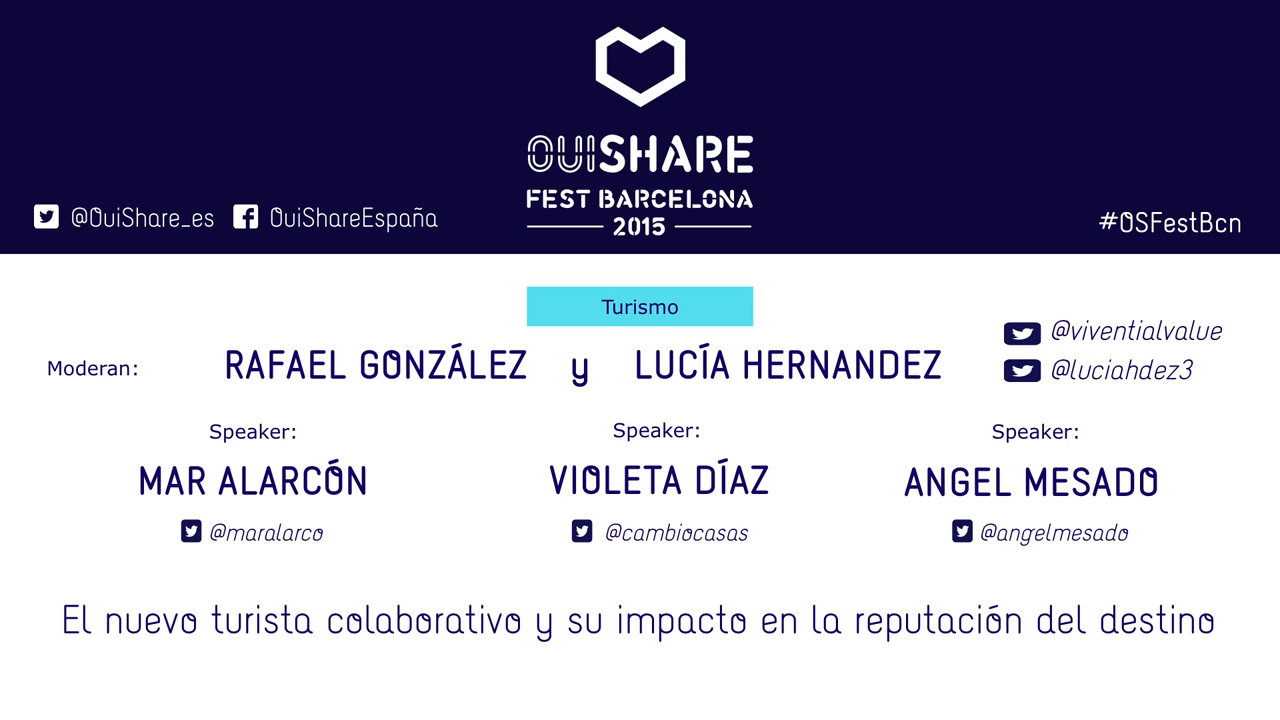 OUISHARE
FEST BARCELONA
2015
@OuiShare_es OuiShareEspaña
#OSFestBcn
Turismo
Moderan: RAFAEL GONZÁLEZ y LUCÍA HERNANDEZ
@viventialvalue
@luciahdez3
Speaker: Speaker: Speaker:
MAR ALARCÓN VIOLETA DÍAZ ANGEL MESADO
@maralarco @cambiocasas @angelmesado
El nuevo turista colaborativo y su impacto en la reputación del destino